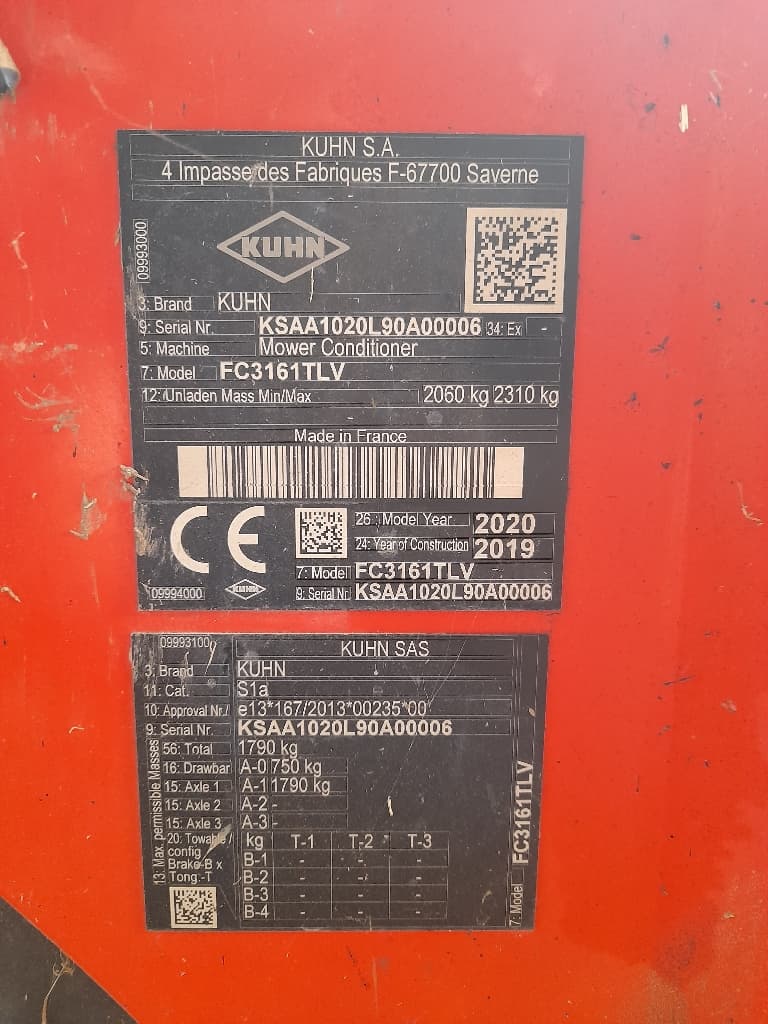 KUHN S.A.
4 Impasse des Fabriques F-67700 Saverne
09993000
KUHN
3: Brand KUHN
9: Serial Nr. KSAA1020L90A00006 34: Ex -
5: Machine Mower Conditioner
7: Model FC3161TLV
12: Unladen Mass Min/Max 2060 kg 2310 kg
Made in France
CE
26: Model Year 2020
24: Year of Construction 2019
7: Model FC3161TLV
09994000 KUHN 9: Serial Nr. KSAA1020L90A00006
09993100 KUHN SAS
3: Brand KUHN
11: Cat. S1a
10: Approval Nr./ e13*167/2013*00235*00
9: Serial Nr. KSAA1020L90A00006
13: Max. permissible Masses
56: Total 1790 kg
16: Drawbar A-0 750 kg
15: Axle 1 A-1 1790 kg
15: Axle 2 A-2 -
15: Axle 3 A-3 -
20: Towable / config Brake-B x Tong.-T
kg T-1 T-2 T-3
B-1 - - -
B-2 - - -
B-3 - - -
B-4 - - -
7: Model FC3161TLV